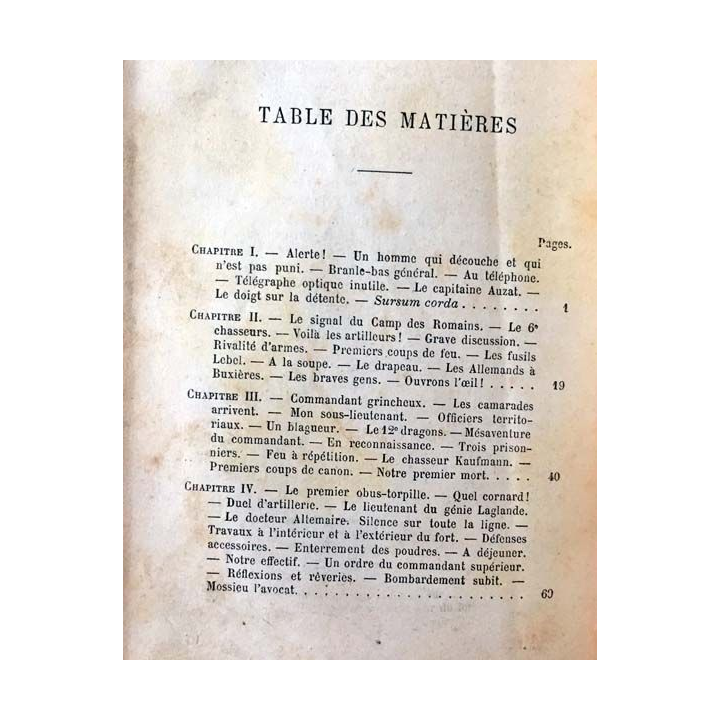 TABLE DES MATIÈRES
Pages.
CHAPITRE I. — Alerte! — Un homme qui découche et qui
n'est pas puni. — Branle-bas général. — Au téléphone.
— Télégraphe optique inutile. — Le capitaine Auzat. —
Le doigt sur la détente. — Sursum corda ........ 1
CHAPITRE II. — Le signal du Camp des Romains. — Le 6e
chasseurs. — Voilà les artilleurs! — Grave discussion. —
Rivalité d'armes. — Premiers coups de feu. — Les fusils
Lebel. — A la soupe. — Le drapeau. — Les Allemands à
Buxières. — Les braves gens. — Ouvrons l'œil! ..... 19
CHAPITRE III. — Commandant grincheux. — Les camarades
arrivent. — Mon sous-lieutenant. — Officiers territo-
riaux. — Un blagueur. — Le 12e dragons. — Mésaventure
du commandant. — En reconnaissance. — Trois prison-
niers. — Feu à répétition. — Le chasseur Kaufmann. —
Premiers coups de canon. — Notre premier mort. .... 40
CHAPITRE IV. — Le premier obus-torpille. — Quel cornard!
— Duel d'artillerie. — Le lieutenant du génie Laglande.
— Le docteur Altemaire. Silence sur toute la ligne. —
Travaux à l'intérieur et à l'extérieur du fort. — Défenses
accessoires. — Enterrement des poudres. — A déjeuner.
— Notre effectif. — Un ordre du commandant supérieur.
— Réflexions et rêveries. — Bombardement subit. —
Mossieu l'avocat. ...................... 69